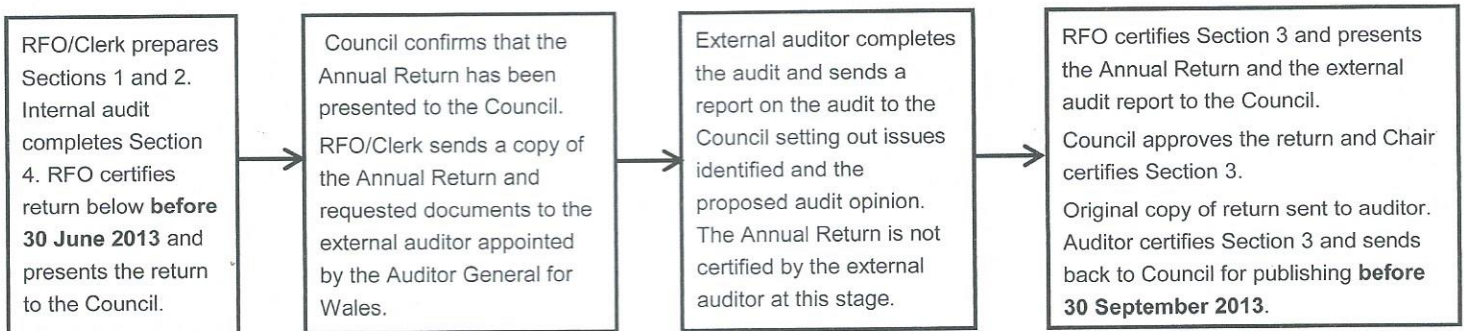 RFO/Clerk prepares
Sections 1 and 2.
Internal audit
completes Section
4. RFO certifies
return below before
30 June 2013 and
presents the return
to the Council.
Council confirms that the
Annual Return has been
presented to the Council.
RFO/Clerk sends a copy of
the Annual Return and
requested documents to the
external auditor appointed
by the Auditor General for
Wales.
External auditor completes
the audit and sends a
report on the audit to the
Council setting out issues
identified and the
proposed audit opinion.
The Annual Return is not
certified by the external
auditor at this stage.
RFO certifies Section 3 and presents
the Annual Return and the external
audit report to the Council.
Council approves the return and Chair
certifies Section 3.
Original copy of return sent to auditor.
Auditor certifies Section 3 and sends
back to Council for publishing before
30 September 2013.